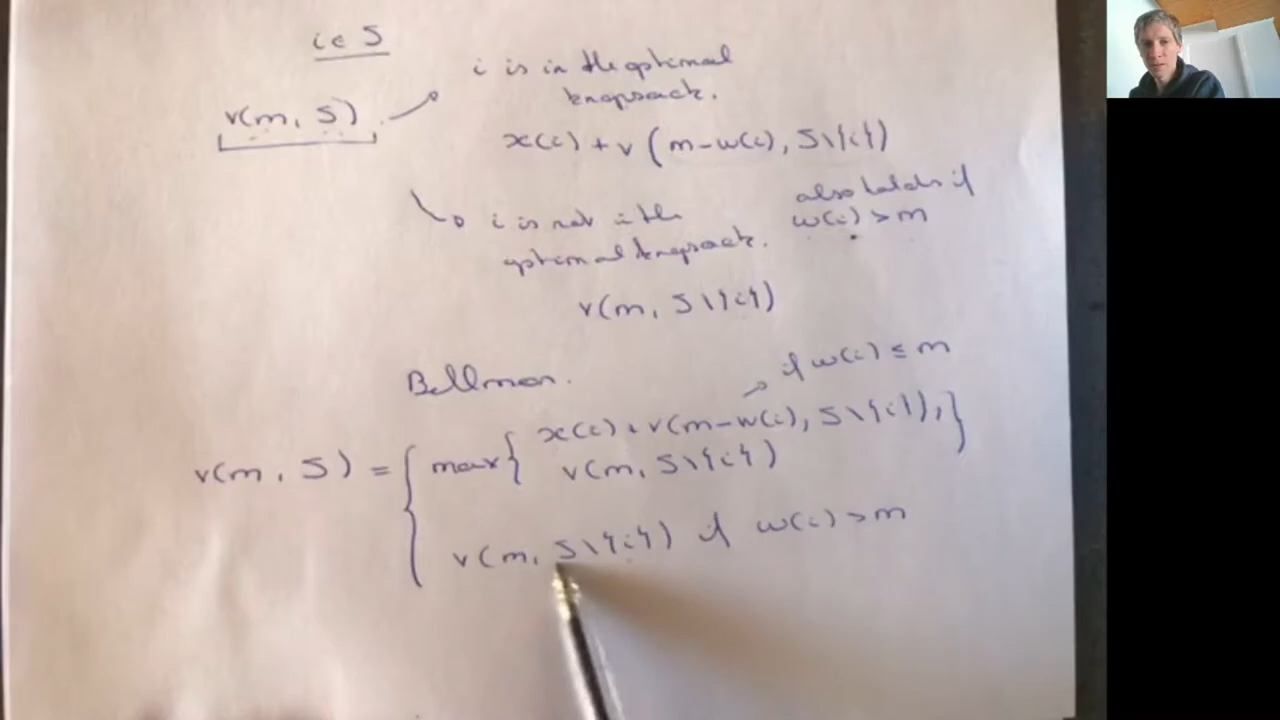 i ∈ S
i is in the optimal
knapsack.
v(m, S)
x(i) + v(m-w(i), S\{i})
also holds if
w(i) > m
i is not in the
optimal knapsack.
v(m, S\{i})
Bellman.
if w(i) ≤ m
x(i) + v(m-w(i), S\{i}),
v(m, S) = { max { v(m, S\{i}) }
v(m, S\{i}) if w(i) > m